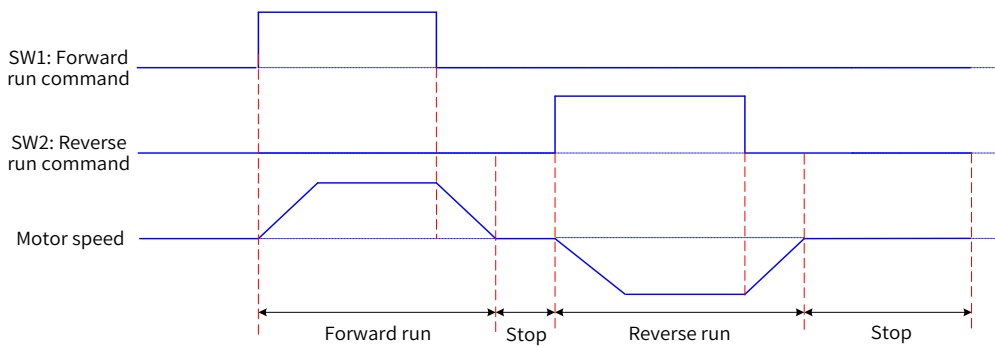 SW1: Forward
run command
SW2: Reverse
run command
Motor speed
Forward run
Stop
Reverse run
Stop